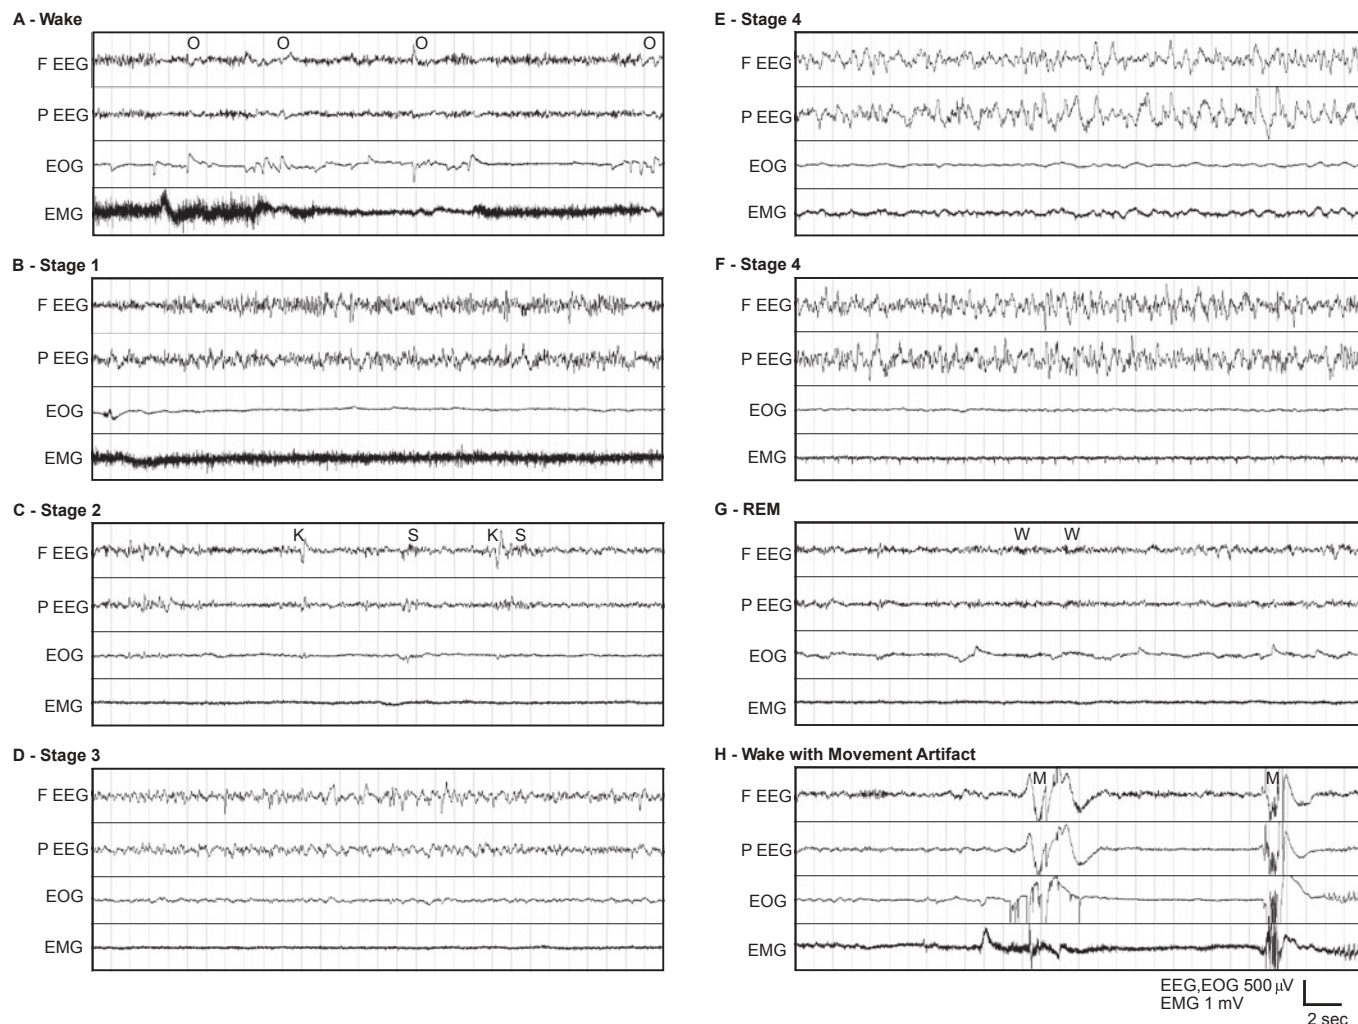 A - Wake
O O O O
F EEG
P EEG
EOG
EMG
B - Stage 1
F EEG
P EEG
EOG
EMG
C - Stage 2
K S K S
F EEG
P EEG
EOG
EMG
D - Stage 3
F EEG
P EEG
EOG
EMG
E - Stage 4
F EEG
P EEG
EOG
EMG
F - Stage 4
F EEG
P EEG
EOG
EMG
G - REM
W W
F EEG
P EEG
EOG
EMG
H - Wake with Movement Artifact
M M
F EEG
P EEG
EOG
EMG
EEG,EOG 500 µV
EMG 1 mV
2 sec